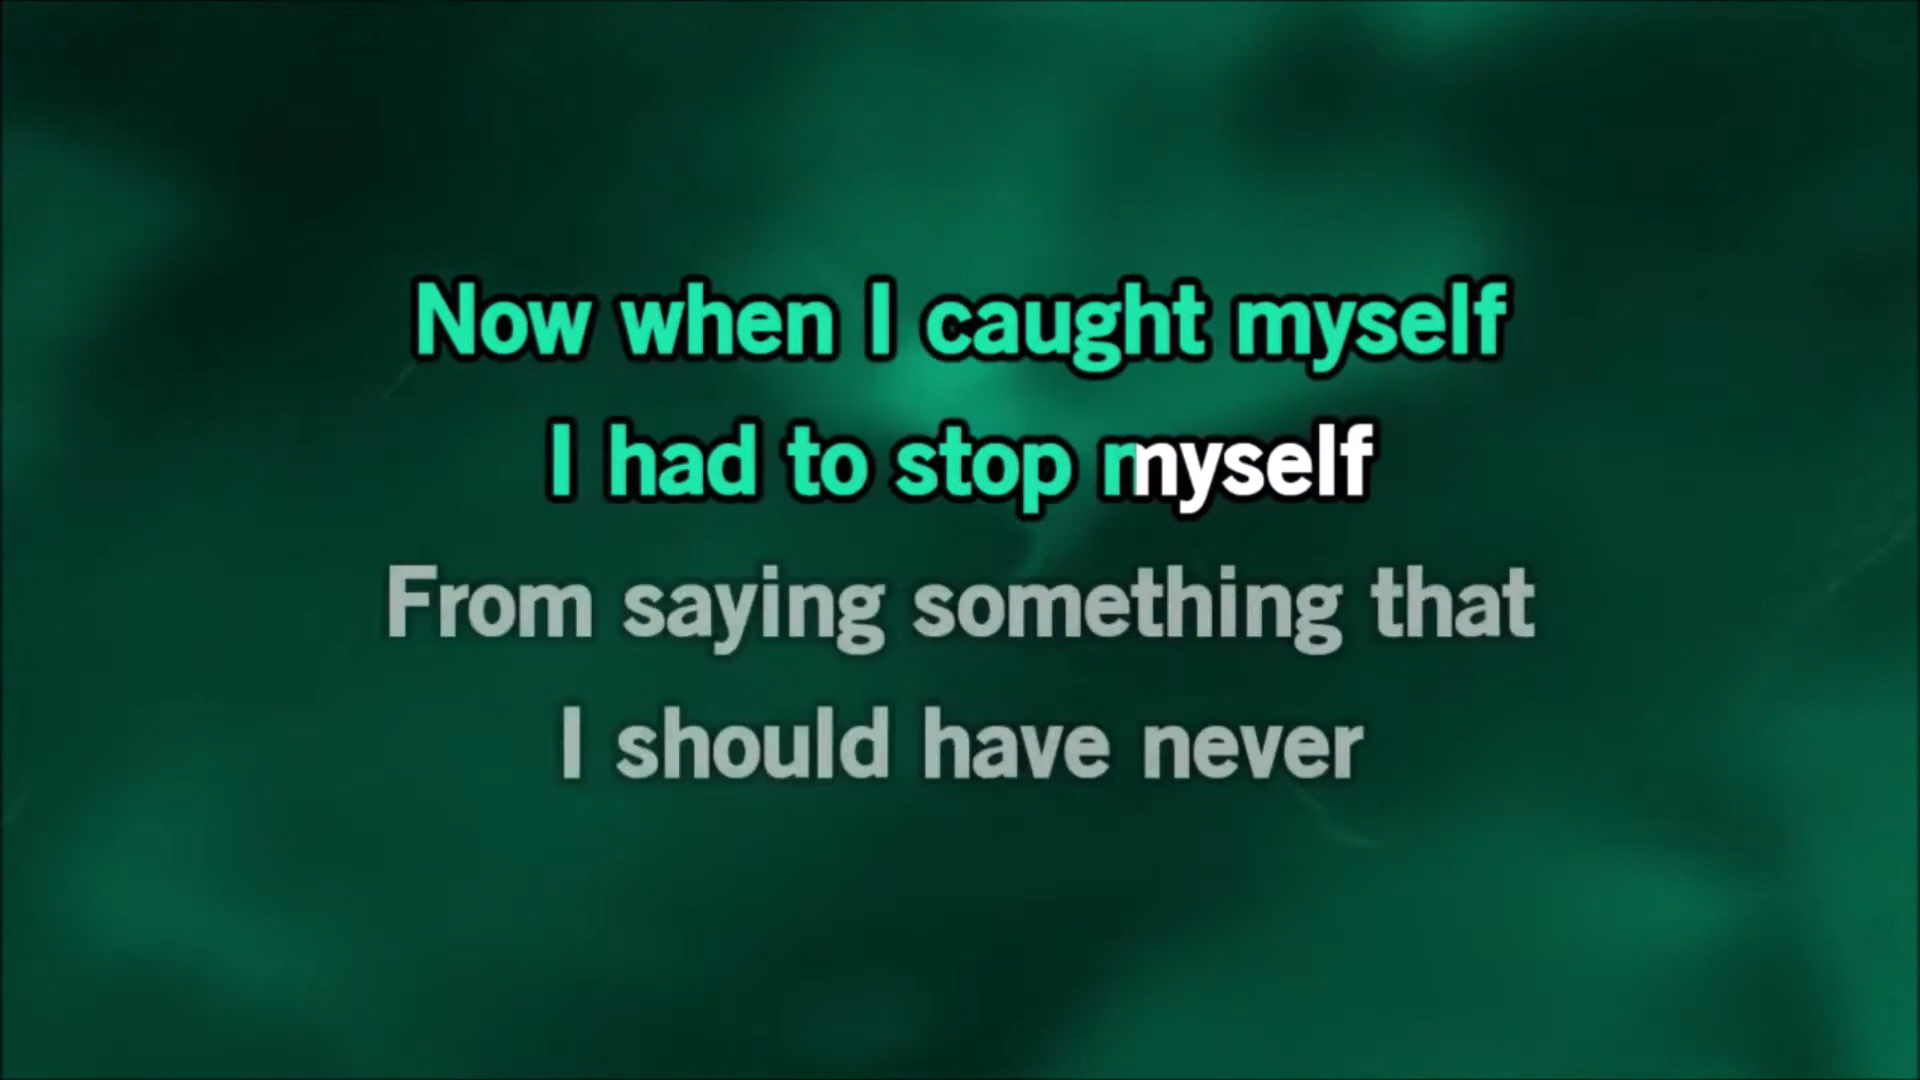 Now when I caught myself
I had to stop myself
From saying something that
I should have never